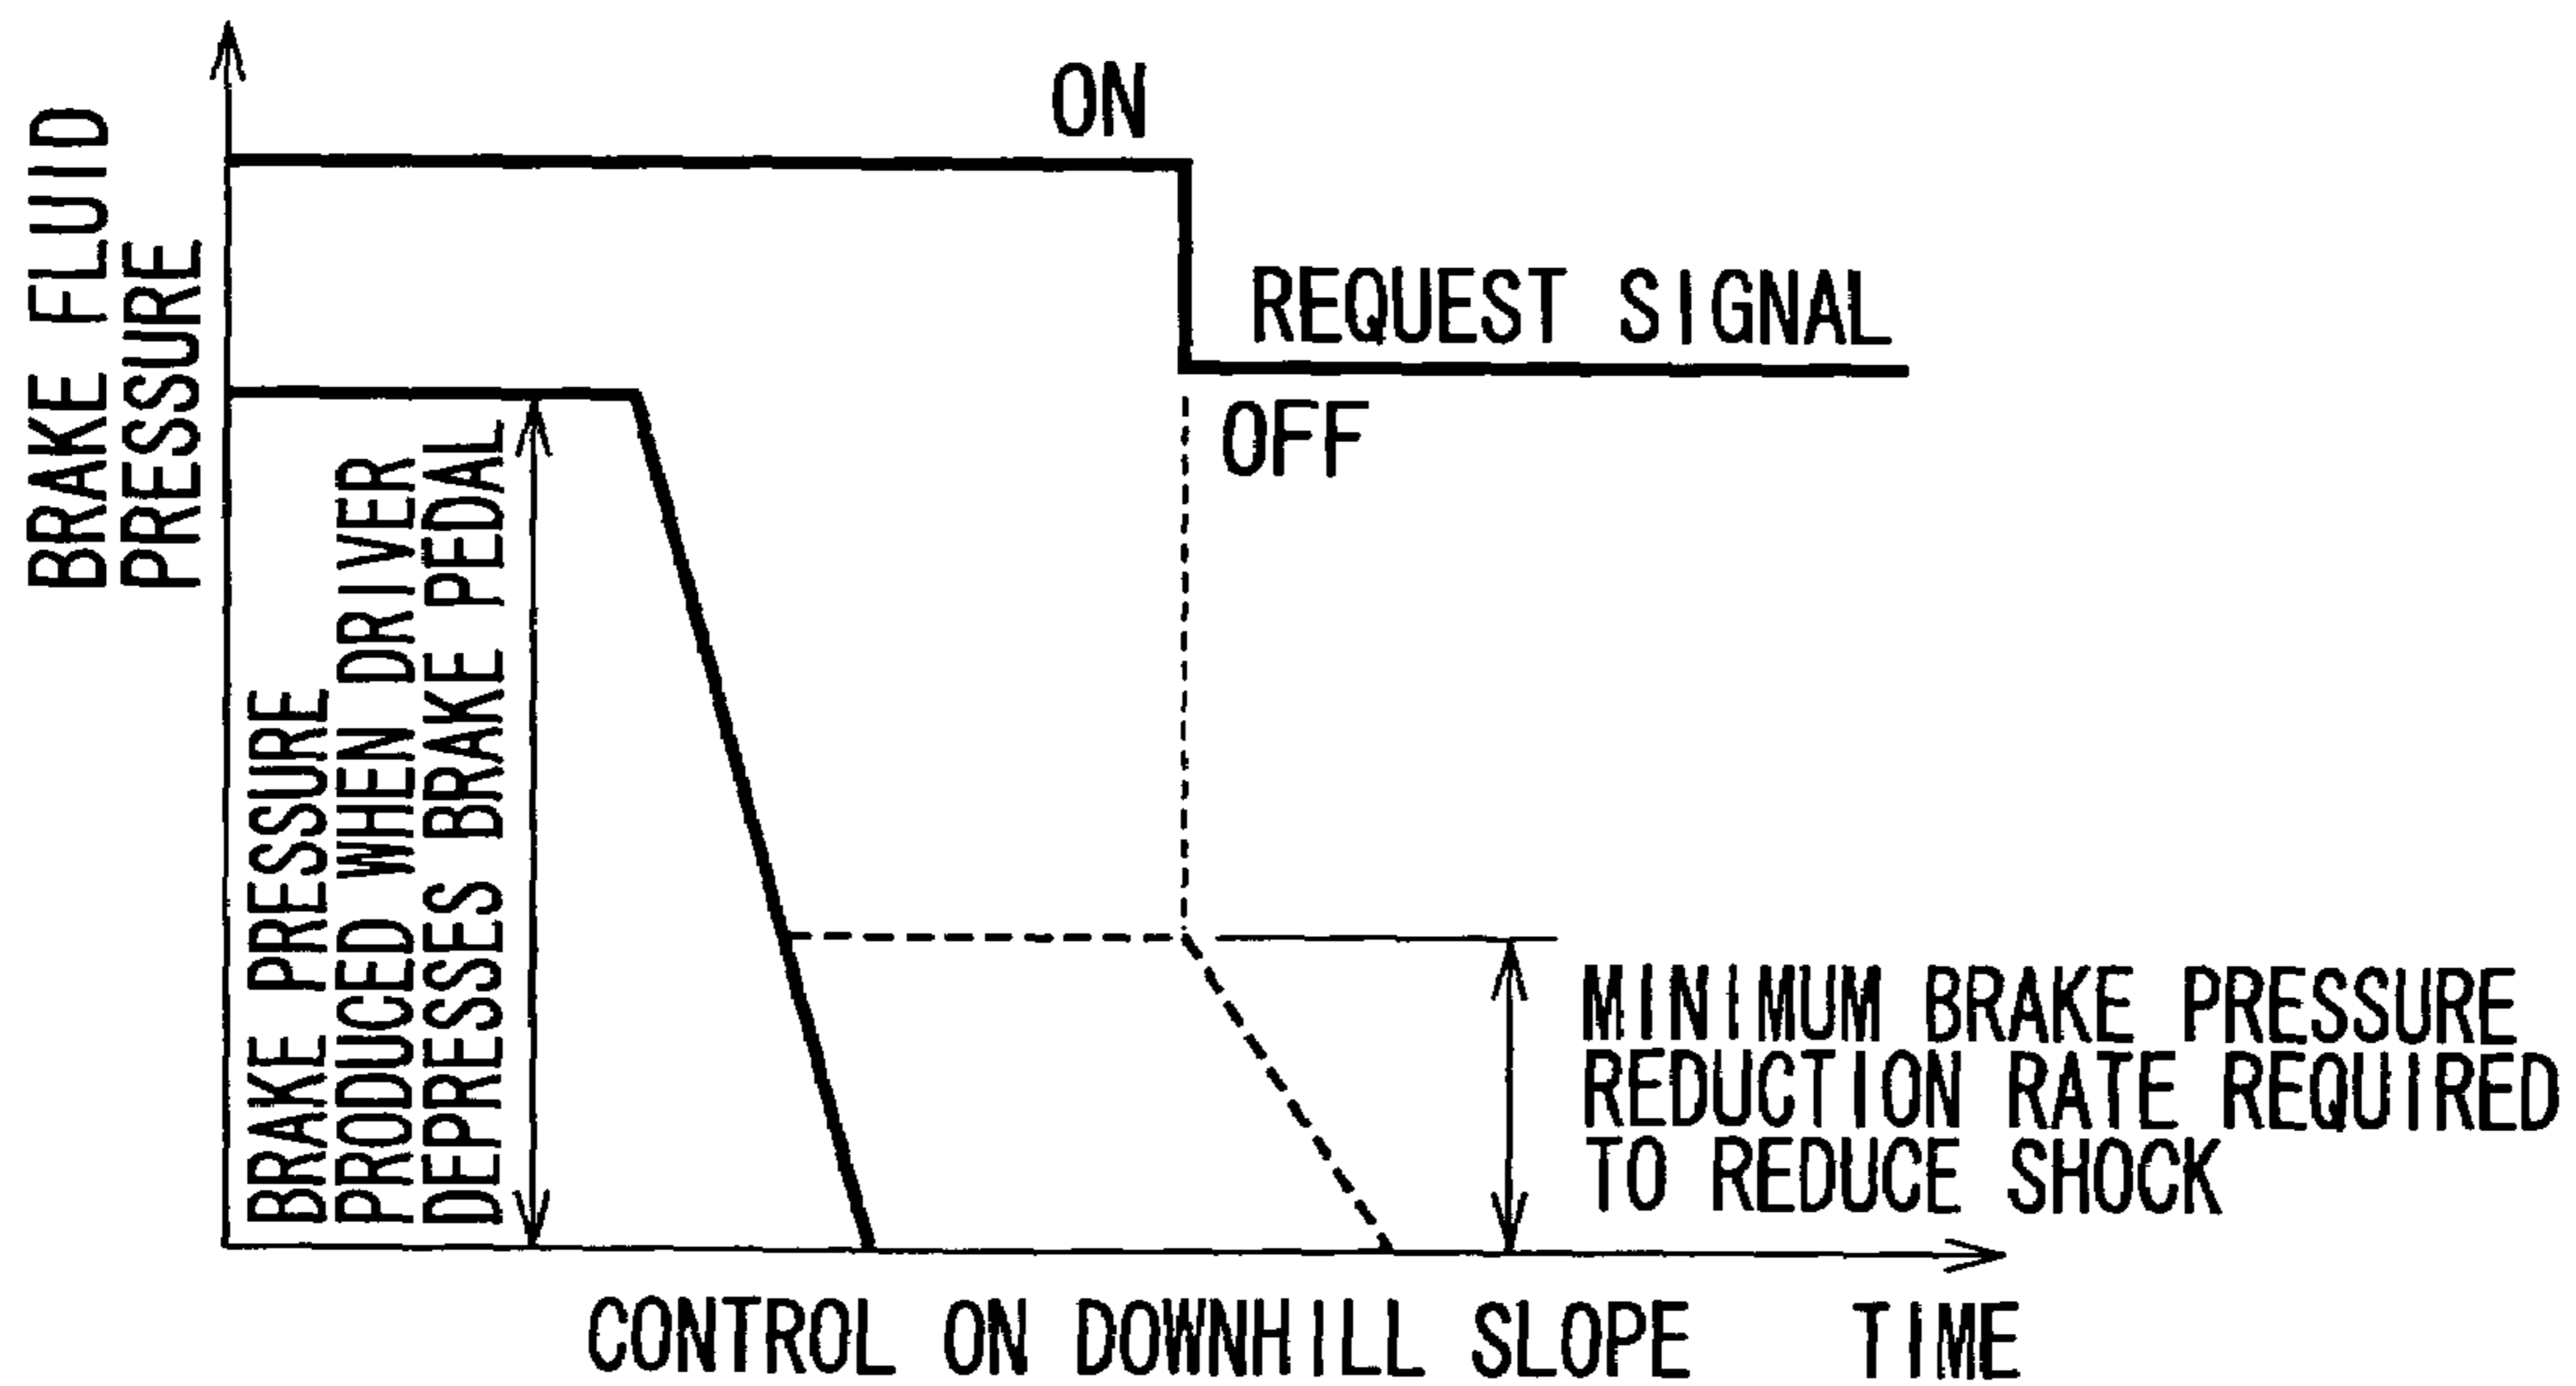 BRAKE FLUID
PRESSURE
ON
REQUEST SIGNAL
OFF
BRAKE PRESSURE
PRODUCED WHEN DRIVER
DEPRESSES BRAKE PEDAL
MINIMUM BRAKE PRESSURE
REDUCTION RATE REQUIRED
TO REDUCE SHOCK
CONTROL ON DOWNHILL SLOPE
TIME